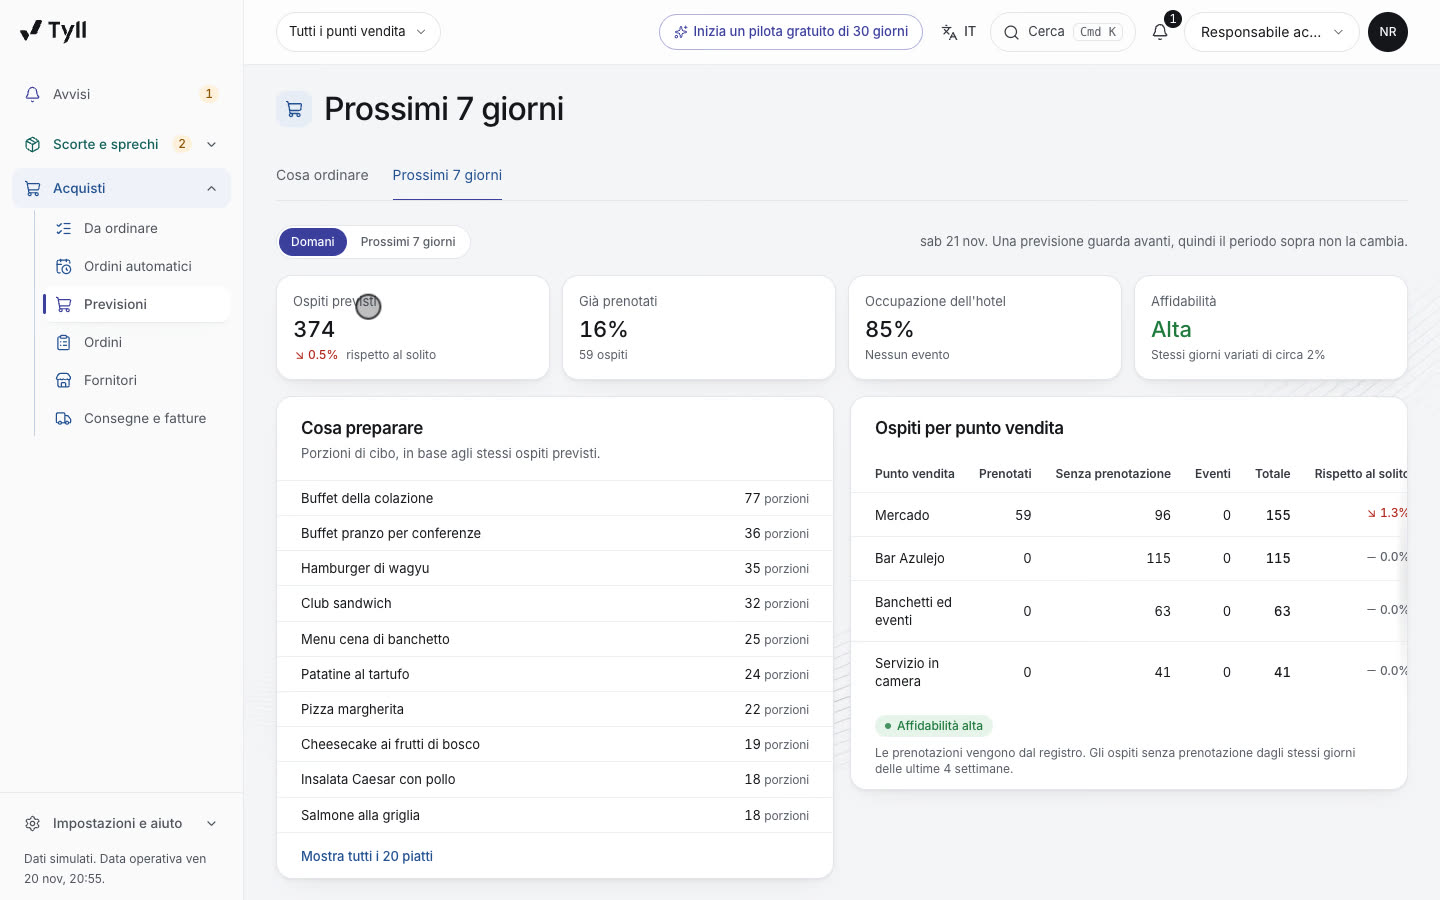 Tyll
Tutti i punti vendita
Inizia un pilota gratuito di 30 giorni
IT
Cerca
Cmd K
1
Responsabile ac...
NR
Avvisi
1
Scorte e sprechi
2
Acquisti
Da ordinare
Ordini automatici
Previsioni
Ordini
Fornitori
Consegne e fatture
Impostazioni e aiuto
Dati simulati. Data operativa ven
20 nov, 20:55.
Prossimi 7 giorni
Cosa ordinare
Prossimi 7 giorni
Domani
Prossimi 7 giorni
sab 21 nov. Una previsione guarda avanti, quindi il periodo sopra non la cambia.
Ospiti previsti
374
↘ 0.5% rispetto al solito
Già prenotati
16%
59 ospiti
Occupazione dell'hotel
85%
Nessun evento
Affidabilità
Alta
Stessi giorni variati di circa 2%
Cosa preparare
Porzioni di cibo, in base agli stessi ospiti previsti.
Buffet della colazione 77 porzioni
Buffet pranzo per conferenze 36 porzioni
Hamburger di wagyu 35 porzioni
Club sandwich 32 porzioni
Menu cena di banchetto 25 porzioni
Patatine al tartufo 24 porzioni
Pizza margherita 22 porzioni
Cheesecake ai frutti di bosco 19 porzioni
Insalata Caesar con pollo 18 porzioni
Salmone alla griglia 18 porzioni
Mostra tutti i 20 piatti
Ospiti per punto vendita
Punto vendita Prenotati Senza prenotazione Eventi Totale Rispetto al solito
Mercado 59 96 0 155 ↘ 1.3%
Bar Azulejo 0 115 0 115 — 0.0%
Banchetti ed
eventi 0 63 0 63 — 0.0%
Servizio in
camera 0 41 0 41 — 0.0%
Affidabilità alta
Le prenotazioni vengono dal registro. Gli ospiti senza prenotazione dagli stessi giorni
delle ultime 4 settimane.